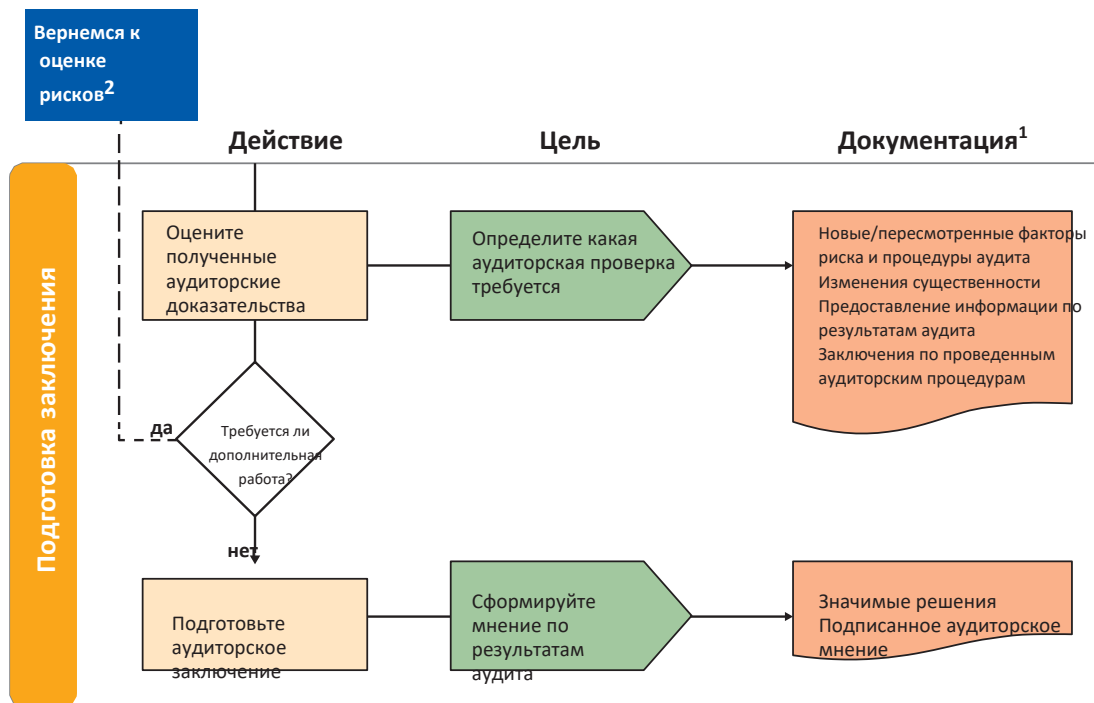 Вернемся к
оценке
рисков2
Действие
Цель
Документация1
Подготовка заключения
Оцените
полученные
аудиторские
доказательства
Определите какая
аудиторская проверка
требуется
Новые/пересмотренные факторы
риска и процедуры аудита
Изменения существенности
Предоставление информации по
результатам аудита
Заключения по проведенным
аудиторским процедурам
да
Требуется ли
дополнительная
работа?
нет
Подготовьте
аудиторское
заключение
Сформируйте
мнение по
результатам
аудита
Значимые решения
Подписанное аудиторское
мнение